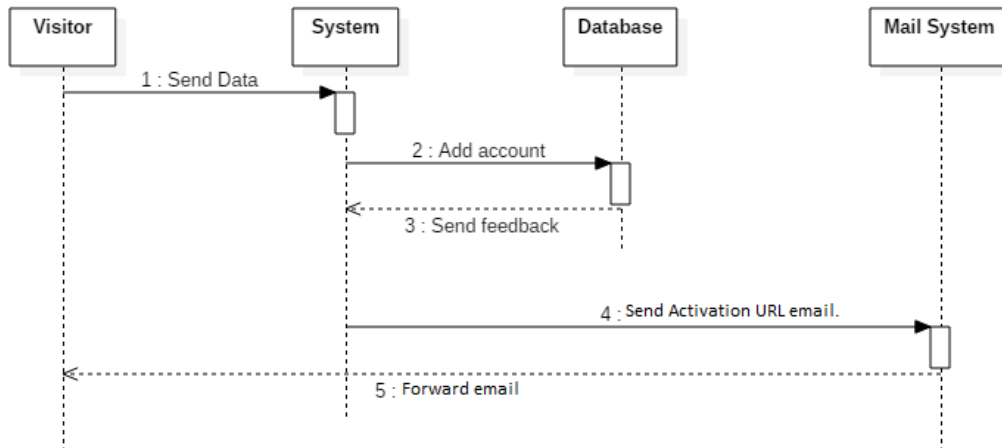 Visitor
System
Database
Mail System
1 : Send Data
2 : Add account
3 : Send feedback
4 : Send Activation URL email.
5 : Forward email